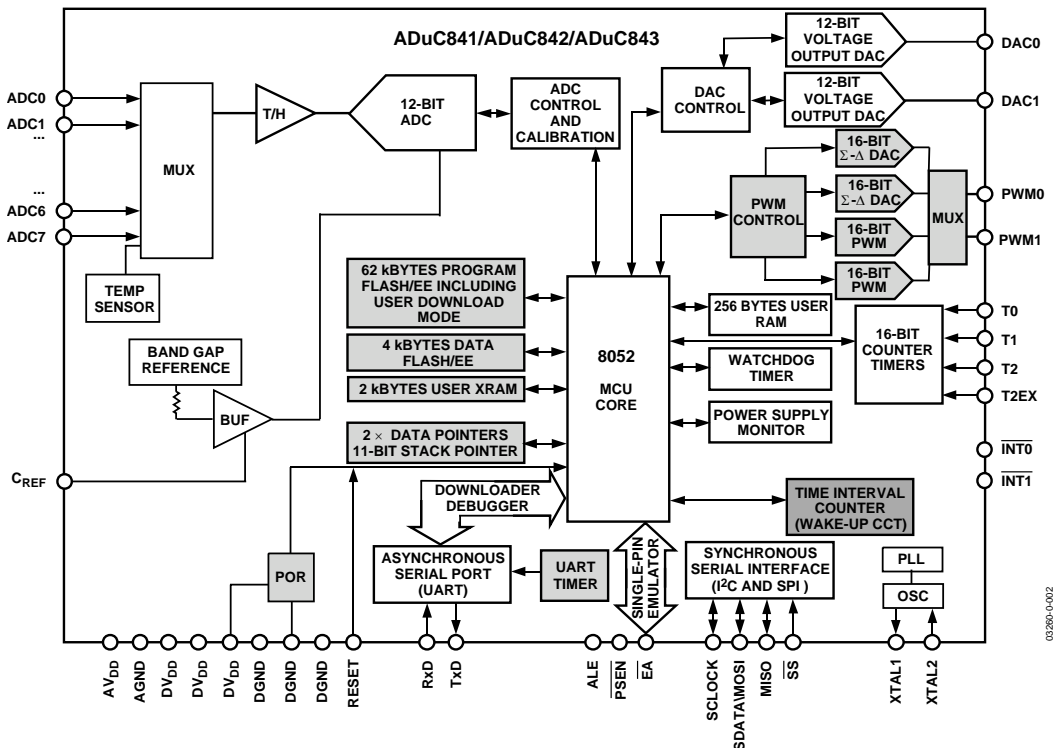 ADuC841/ADuC842/ADuC843
ADC0
ADC1
...
...
ADC6
ADC7
MUX
TEMP
SENSOR
T/H
12-BIT
ADC
ADC
CONTROL
AND
CALIBRATION
DAC
CONTROL
12-BIT
VOLTAGE
OUTPUT DAC
DAC0
12-BIT
VOLTAGE
OUTPUT DAC
DAC1
16-BIT
Σ-Δ DAC
16-BIT
Σ-Δ DAC
PWM
CONTROL
16-BIT
PWM
16-BIT
PWM
MUX
PWM0
PWM1
BAND GAP
REFERENCE
BUF
CREF
62 kBYTES PROGRAM
FLASH/EE INCLUDING
USER DOWNLOAD
MODE
4 kBYTES DATA
FLASH/EE
2 kBYTES USER XRAM
2 × DATA POINTERS
11-BIT STACK POINTER
8052
MCU
CORE
256 BYTES USER
RAM
WATCHDOG
TIMER
POWER SUPPLY
MONITOR
16-BIT
COUNTER
TIMERS
T0
T1
T2
T2EX
INT0
INT1
TIME INTERVAL
COUNTER
(WAKE-UP CCT)
DOWNLOADER
DEBUGGER
POR
ASYNCHRONOUS
SERIAL PORT
(UART)
UART
TIMER
SINGLE-PIN
EMULATOR
SYNCHRONOUS
SERIAL INTERFACE
(I2C AND SPI )
PLL
OSC
AVDD
AGND
DVDD
DVDD
DVDD
DGND
DGND
DGND
RESET
RxD
TxD
ALE
PSEN
EA
SCLOCK
SDATA\MOSI
MISO
SS
XTAL1
XTAL2
03260-0-002